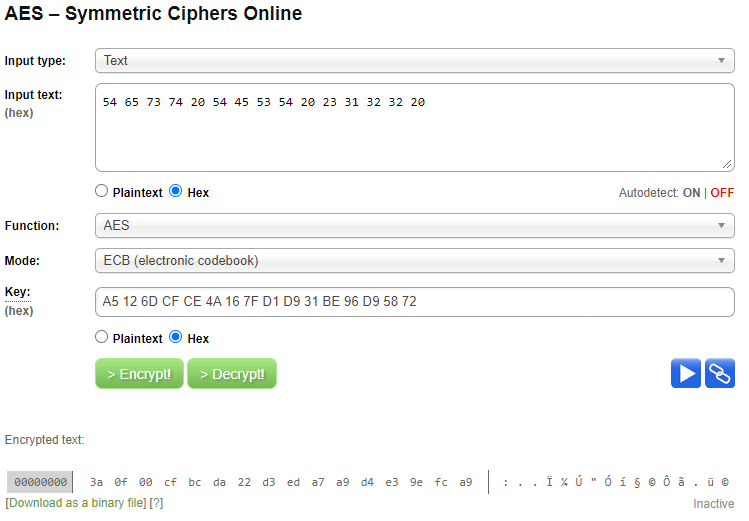 AES – Symmetric Ciphers Online
Input type: Text
Input text: 54 65 73 74 20 54 45 53 54 20 23 31 32 32 20
(hex)
Plaintext Hex Autodetect: ON | OFF
Function: AES
Mode: ECB (electronic codebook)
Key: A5 12 6D CF CE 4A 16 7F D1 D9 31 BE 96 D9 58 72
(hex)
Plaintext Hex
> Encrypt! > Decrypt!
Encrypted text:
00000000 3a 0f 00 cf bc da 22 d3 ed a7 a9 d4 e3 9e fc a9 : . . Ï ¼ Ú " Ó í § © Ô ã . ü ©
[Download as a binary file] [?] Inactive